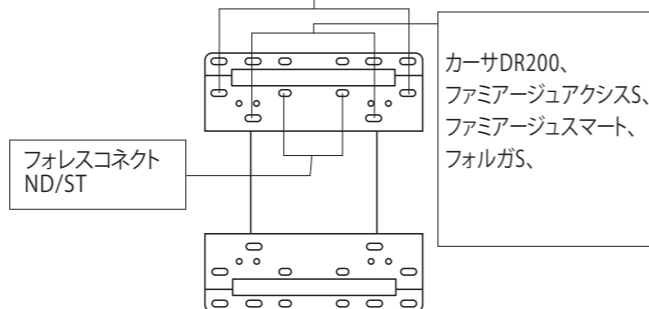 カーサDR200、
ファミアージュアクシスS、
ファミアージュスマート、
フォルガS、
フォレスコネクト
ND/ST